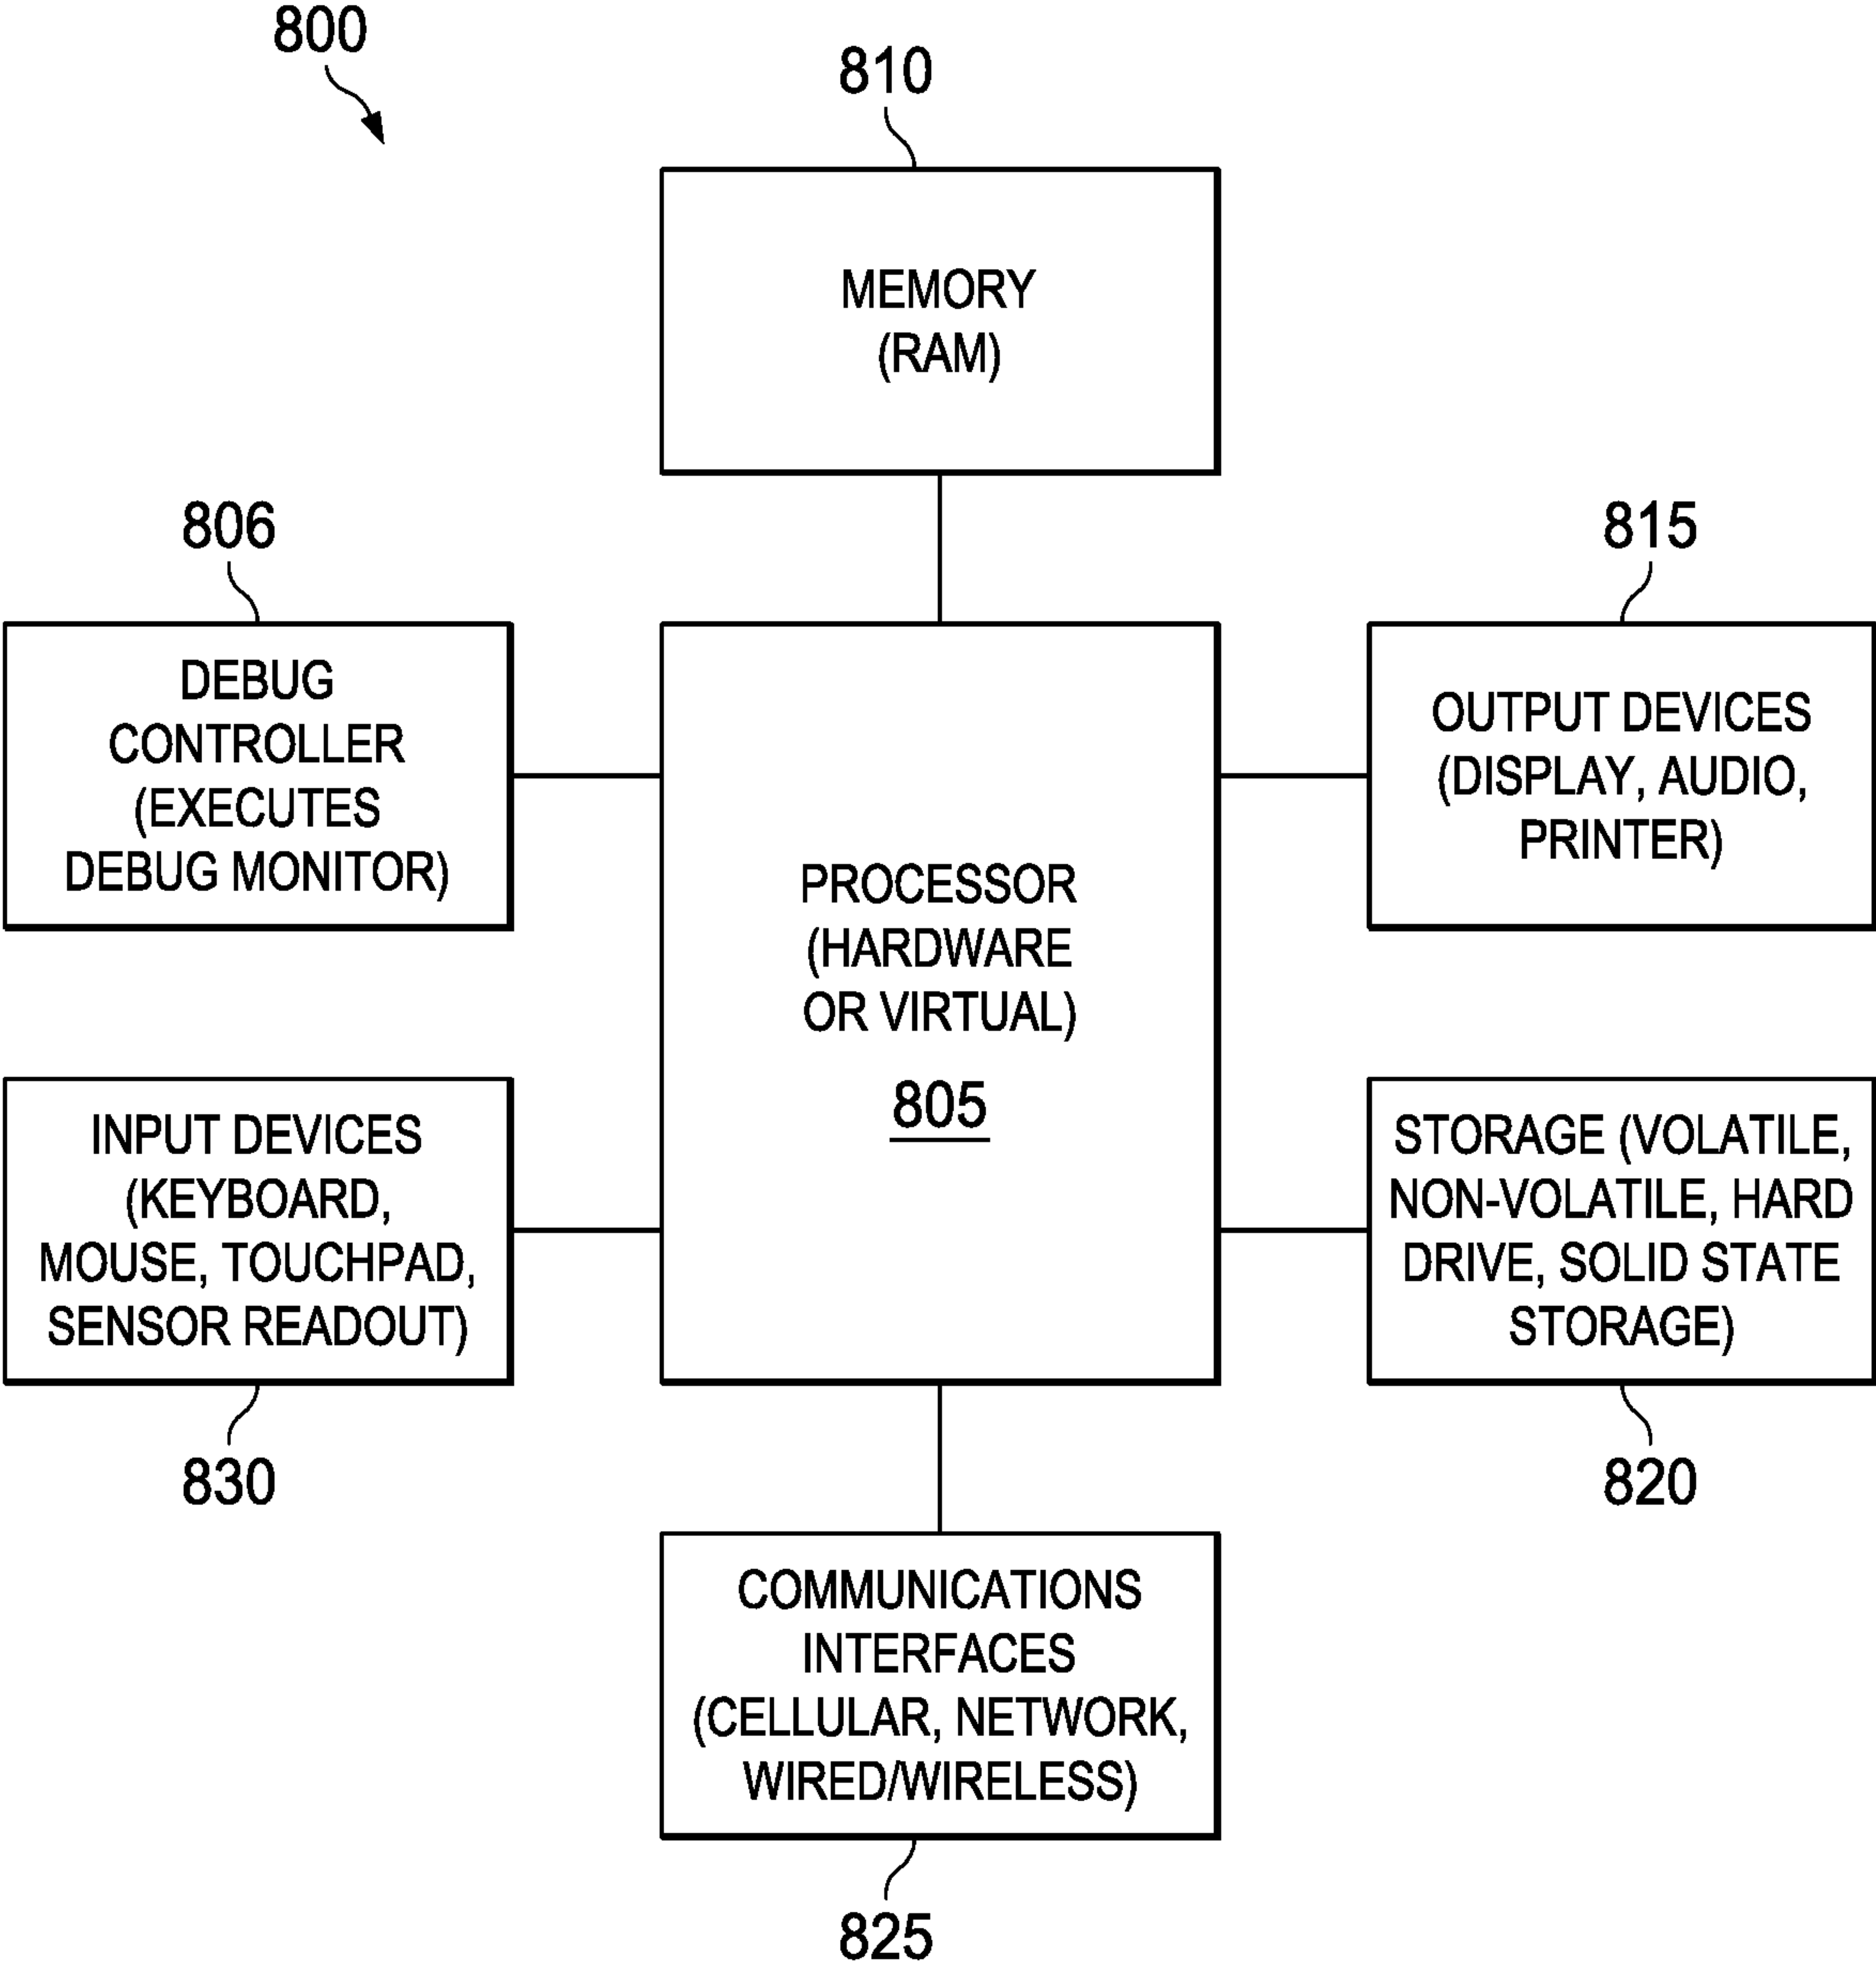 800
810
MEMORY
(RAM)
806
815
DEBUG
CONTROLLER
(EXECUTES
DEBUG MONITOR)
OUTPUT DEVICES
(DISPLAY, AUDIO,
PRINTER)
PROCESSOR
(HARDWARE
OR VIRTUAL)
805
INPUT DEVICES
(KEYBOARD,
MOUSE, TOUCHPAD,
SENSOR READOUT)
STORAGE (VOLATILE,
NON-VOLATILE, HARD
DRIVE, SOLID STATE
STORAGE)
830
820
COMMUNICATIONS
INTERFACES
(CELLULAR, NETWORK,
WIRED/WIRELESS)
825